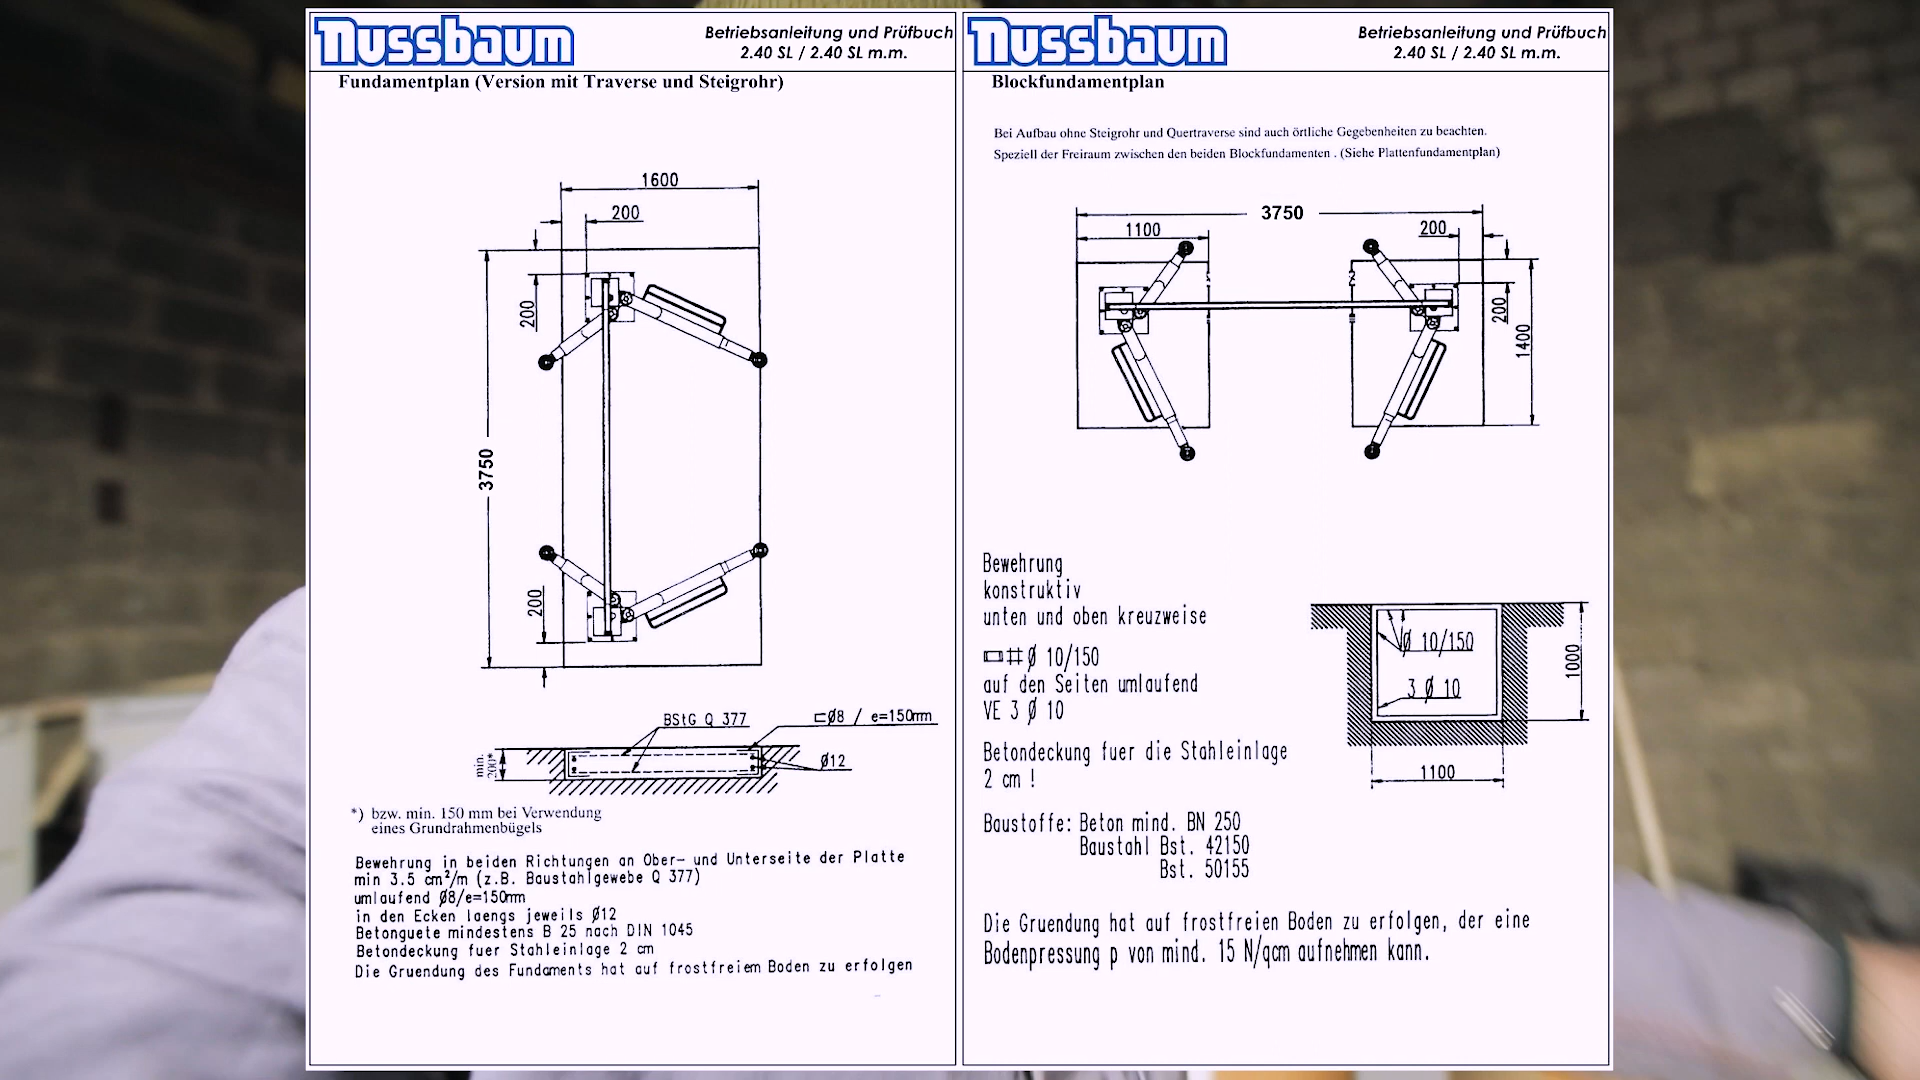 Nussbaum
Betriebsanleitung und Prüfbuch
2.40 SL / 2.40 SL m.m.
Fundamentplan (Version mit Traverse und Steigrohr)
1600
200
200
3750
200
BStG Q 377
⊏Ø8 / e=150mm
min.
200*
Ø12
*) bzw. min. 150 mm bei Verwendung
eines Grundrahmenbügels
Bewehrung in beiden Richtungen an Ober- und Unterseite der Platte
min 3.5 cm²/m (z.B. Baustahlgewebe Q 377)
umlaufend Ø8/e=150mm
in den Ecken laengs jeweils Ø12
Betonguete mindestens B 25 nach DIN 1045
Betondeckung fuer Stahleinlage 2 cm
Die Gruendung des Fundaments hat auf frostfreiem Boden zu erfolgen
Nussbaum
Betriebsanleitung und Prüfbuch
2.40 SL / 2.40 SL m.m.
Blockfundamentplan
Bei Aufbau ohne Steigrohr und Quertraverse sind auch örtliche Gegebenheiten zu beachten.
Speziell der Freiraum zwischen den beiden Blockfundamenten . (Siehe Plattenfundamentplan)
3750
1100
200
200
1400
Bewehrung
konstruktiv
unten und oben kreuzweise
▭⌗Ø 10/150
auf den Seiten umlaufend
VE 3 Ø 10
Ø 10/150
3 Ø 10
1000
1100
Betondeckung fuer die Stahleinlage
2 cm !
Baustoffe: Beton mind. BN 250
Baustahl Bst. 42150
Bst. 50155
Die Gruendung hat auf frostfreien Boden zu erfolgen, der eine
Bodenpressung p von mind. 15 N/qcm aufnehmen kann.